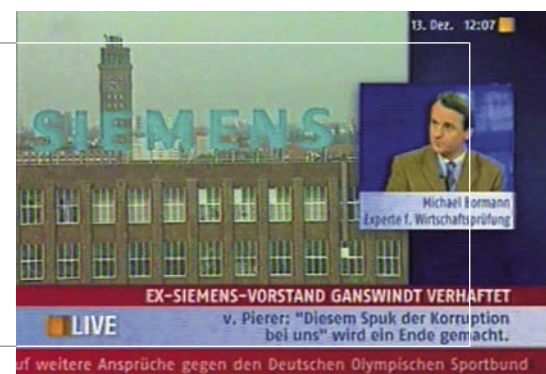 13. Dez. 12:07
SIEMENS
Michael Bormann
Experte f. Wirtschaftsprüfung
EX-SIEMENS-VORSTAND GANSWINDT VERHAFTET
LIVE
v. Pierer: "Diesem Spuk der Korruption
bei uns" wird ein Ende gemacht.
uf weitere Ansprüche gegen den Deutschen Olympischen Sportbund